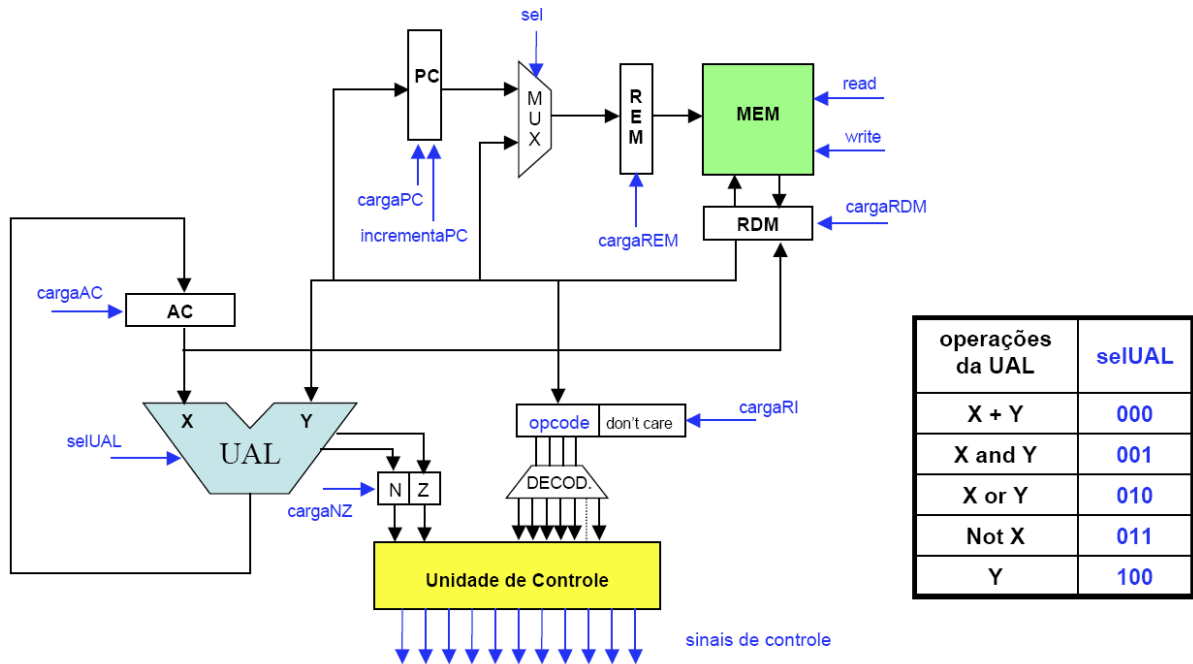 sel
PC
MUX
REM
MEM
read
write
cargaPC
incrementaPC
cargaREM
RDM
cargaRDM
cargaAC
AC
X
Y
UAL
selUAL
N
Z
cargaNZ
opcode
don't care
cargaRI
DECOD.
Unidade de Controle
sinais de controle
operações da UAL
selUAL
X + Y
000
X and Y
001
X or Y
010
Not X
011
Y
100